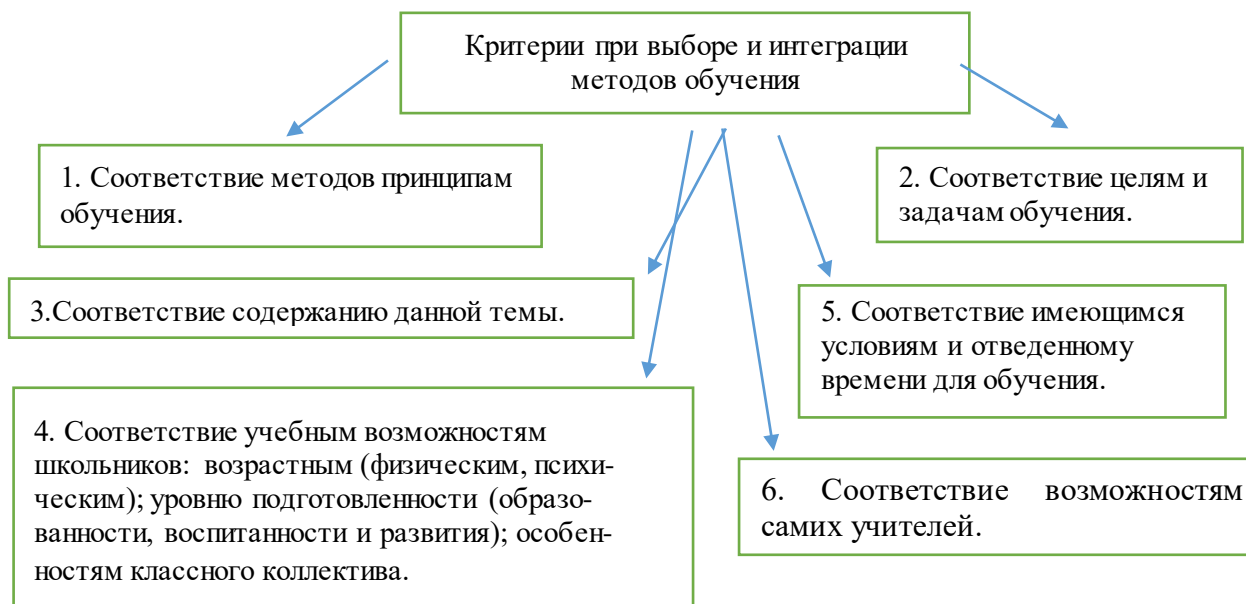 Критерии при выборе и интеграции
методов обучения
1. Соответствие методов принципам
обучения.
2. Соответствие целям и
задачам обучения.
3.Соответствие содержанию данной темы.
4. Соответствие учебным возможностям
школьников: возрастным (физическим, психи-
ческим); уровню подготовленности (образо-
ванности, воспитанности и развития); особен-
ностям классного коллектива.
5. Соответствие имеющимся
условиям и отведенному
времени для обучения.
6. Соответствие возможностям
самих учителей.